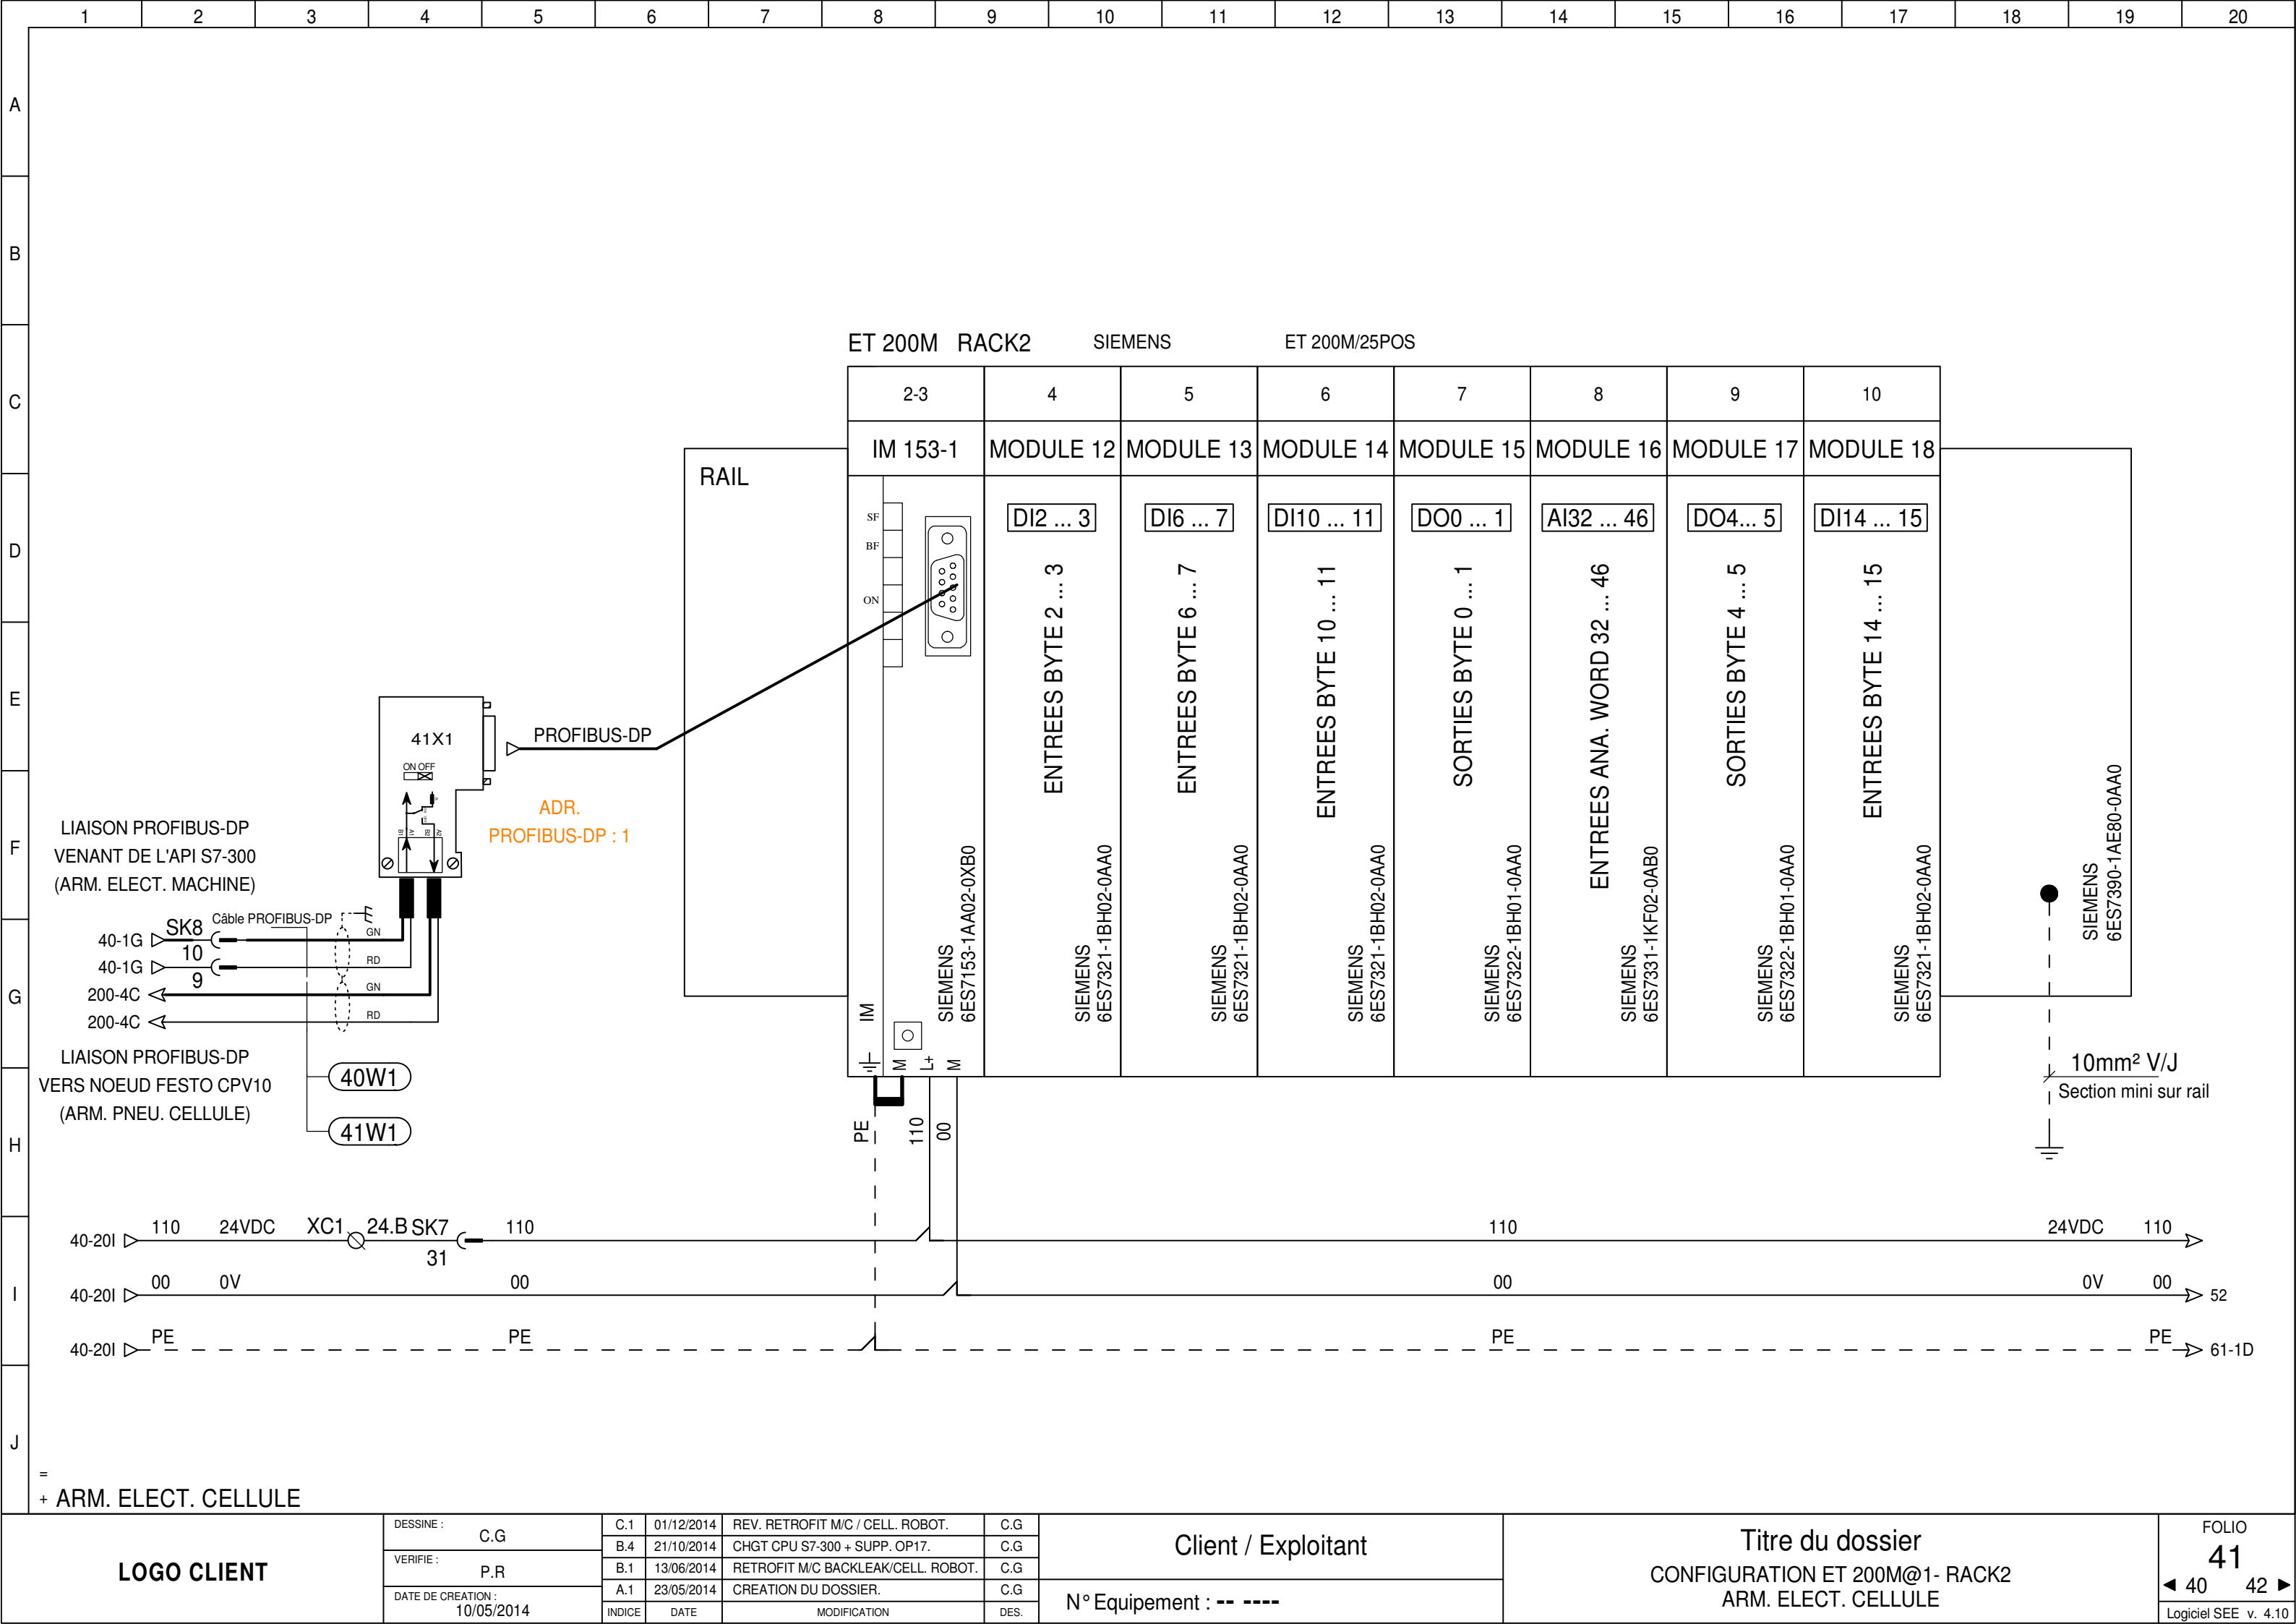 1 2 3 4 5 6 7 8 9 10 11 12 13 14 15 16 17 18 19 20
A
B
C
D
E
F
G
H
I
J
ET 200M RACK2 SIEMENS ET 200M/25POS
2-3 4 5 6 7 8 9 10
IM 153-1 MODULE 12 MODULE 13 MODULE 14 MODULE 15 MODULE 16 MODULE 17 MODULE 18
RAIL
SF
BF
ON
DI2 ... 3 DI6 ... 7 DI10 ... 11 DO0 ... 1 AI32 ... 46 DO4... 5 DI14 ... 15
ENTREES BYTE 2 ... 3
ENTREES BYTE 6 ... 7
ENTREES BYTE 10 ... 11
SORTIES BYTE 0 ... 1
ENTREES ANA. WORD 32 ... 46
SORTIES BYTE 4 ... 5
ENTREES BYTE 14 ... 15
SIEMENS
6ES7153-1AA02-0XB0
SIEMENS
6ES7321-1BH02-0AA0
SIEMENS
6ES7321-1BH02-0AA0
SIEMENS
6ES7321-1BH02-0AA0
SIEMENS
6ES7322-1BH01-0AA0
SIEMENS
6ES7331-1KF02-0AB0
SIEMENS
6ES7322-1BH01-0AA0
SIEMENS
6ES7321-1BH02-0AA0
SIEMENS
6ES7390-1AE80-0AA0
IM
M
L+
M
41X1
ON OFF
B1 A1 B2 A2
PROFIBUS-DP
ADR.
PROFIBUS-DP : 1
LIAISON PROFIBUS-DP
VENANT DE L'API S7-300
(ARM. ELECT. MACHINE)
Câble PROFIBUS-DP
40-1G SK8 GN
10
40-1G RD
9
200-4C GN
200-4C RD
LIAISON PROFIBUS-DP
VERS NOEUD FESTO CPV10
(ARM. PNEU. CELLULE)
40W1
41W1
PE
110
00
10mm² V/J
Section mini sur rail
40-20I 110 24VDC XC1 24.B SK7 110 110 24VDC 110
31
40-20I 00 0V 00 00 0V 00 52
40-20I PE PE PE PE 61-1D
=
+ ARM. ELECT. CELLULE
LOGO CLIENT
DESSINE :
C.G
VERIFIE :
P.R
DATE DE CREATION :
10/05/2014
C.1 01/12/2014 REV. RETROFIT M/C / CELL. ROBOT. C.G
B.4 21/10/2014 CHGT CPU S7-300 + SUPP. OP17. C.G
B.1 13/06/2014 RETROFIT M/C BACKLEAK/CELL. ROBOT. C.G
A.1 23/05/2014 CREATION DU DOSSIER. C.G
INDICE DATE MODIFICATION DES.
Client / Exploitant
N° Equipement : -- ----
Titre du dossier
CONFIGURATION ET 200M@1- RACK2
ARM. ELECT. CELLULE
FOLIO
41
40 42
Logiciel SEE v. 4.10